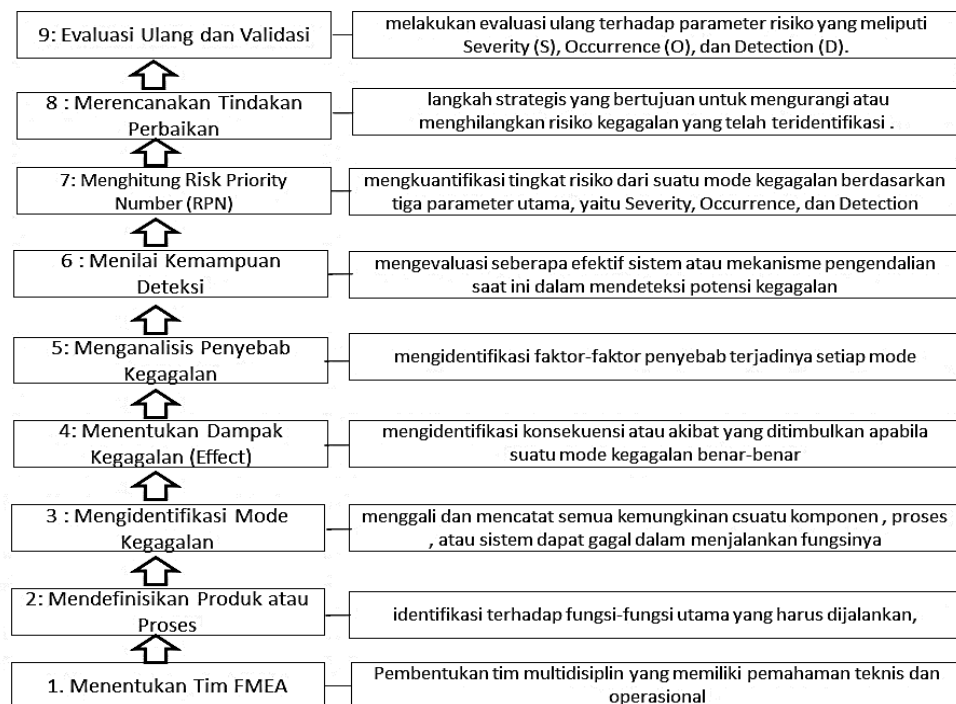 9: Evaluasi Ulang dan Validasi
melakukan evaluasi ulang terhadap parameter risiko yang meliputi
Severity (S), Occurrence (O), dan Detection (D).
8 : Merencanakan Tindakan
Perbaikan
langkah strategis yang bertujuan untuk mengurangi atau
menghilangkan risiko kegagalan yang telah teridentifikasi .
7: Menghitung Risk Priority
Number (RPN)
mengkuantifikasi tingkat risiko dari suatu mode kegagalan berdasarkan
tiga parameter utama, yaitu Severity, Occurrence, dan Detection
6 : Menilai Kemampuan
Deteksi
mengevaluasi seberapa efektif sistem atau mekanisme pengendalian
saat ini dalam mendeteksi potensi kegagalan
5: Menganalisis Penyebab
Kegagalan
mengidentifikasi faktor-faktor penyebab terjadinya setiap mode
4: Menentukan Dampak
Kegagalan (Effect)
mengidentifikasi konsekuensi atau akibat yang ditimbulkan apabila
suatu mode kegagalan benar-benar
3 : Mengidentifikasi Mode
Kegagalan
menggali dan mencatat semua kemungkinan csuatu komponen , proses
, atau sistem dapat gagal dalam menjalankan fungsinya
2: Mendefinisikan Produk atau
Proses
identifikasi terhadap fungsi-fungsi utama yang harus dijalankan,
1. Menentukan Tim FMEA
Pembentukan tim multidisiplin yang memiliki pemahaman teknis dan
operasional